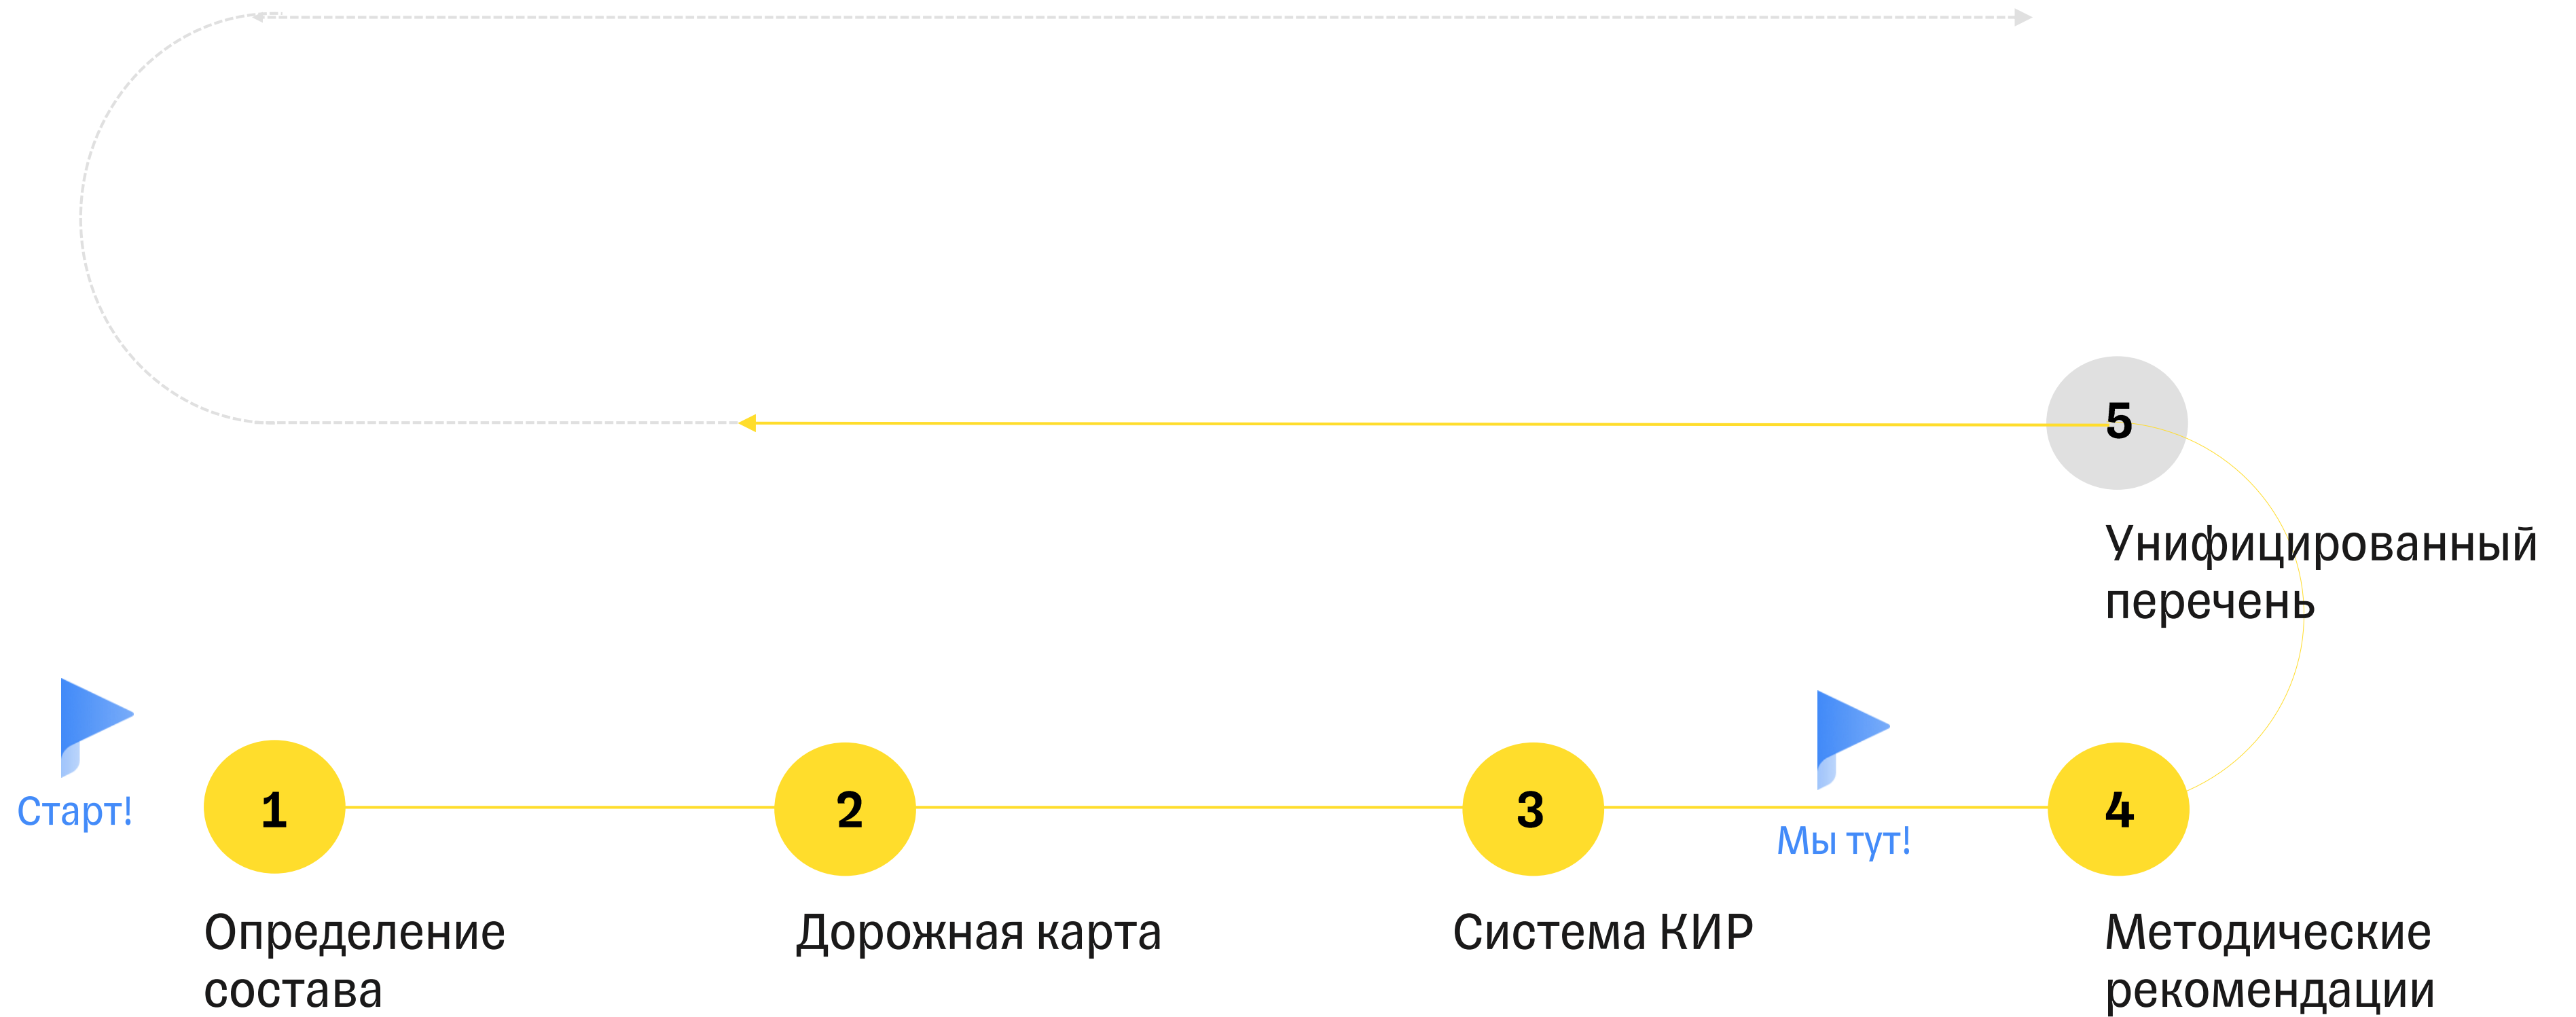 5
Унифицированный
перечень
Старт!
1
2
3
Мы тут!
4
Определение
состава
Дорожная карта
Система КИР
Методические
рекомендации